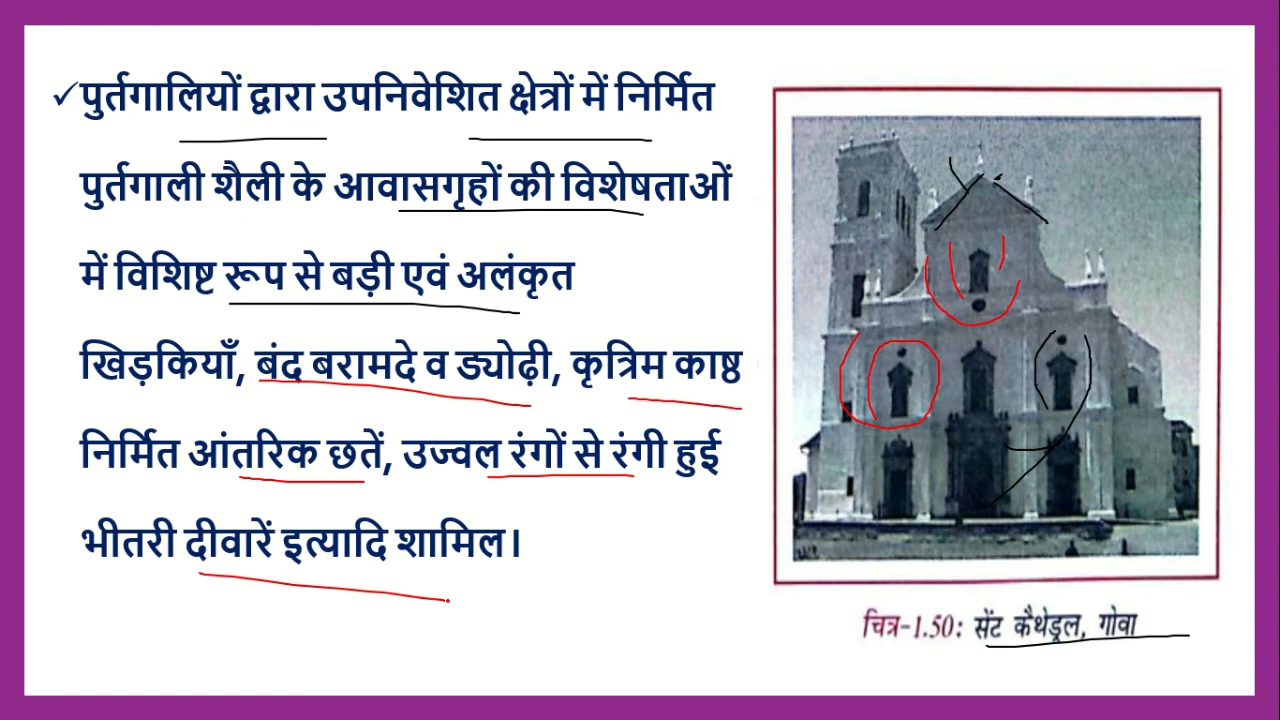 ✓पुर्तगालियों द्वारा उपनिवेशित क्षेत्रों में निर्मित
पुर्तगाली शैली के आवासगृहों की विशेषताओं
में विशिष्ट रूप से बड़ी एवं अलंकृत
खिड़कियाँ, बंद बरामदे व ड्योढ़ी, कृत्रिम काष्ठ
निर्मित आंतरिक छतें, उज्वल रंगों से रंगी हुई
भीतरी दीवारें इत्यादि शामिल।
चित्र-1.50: सेंट कैथेड्रल, गोवा